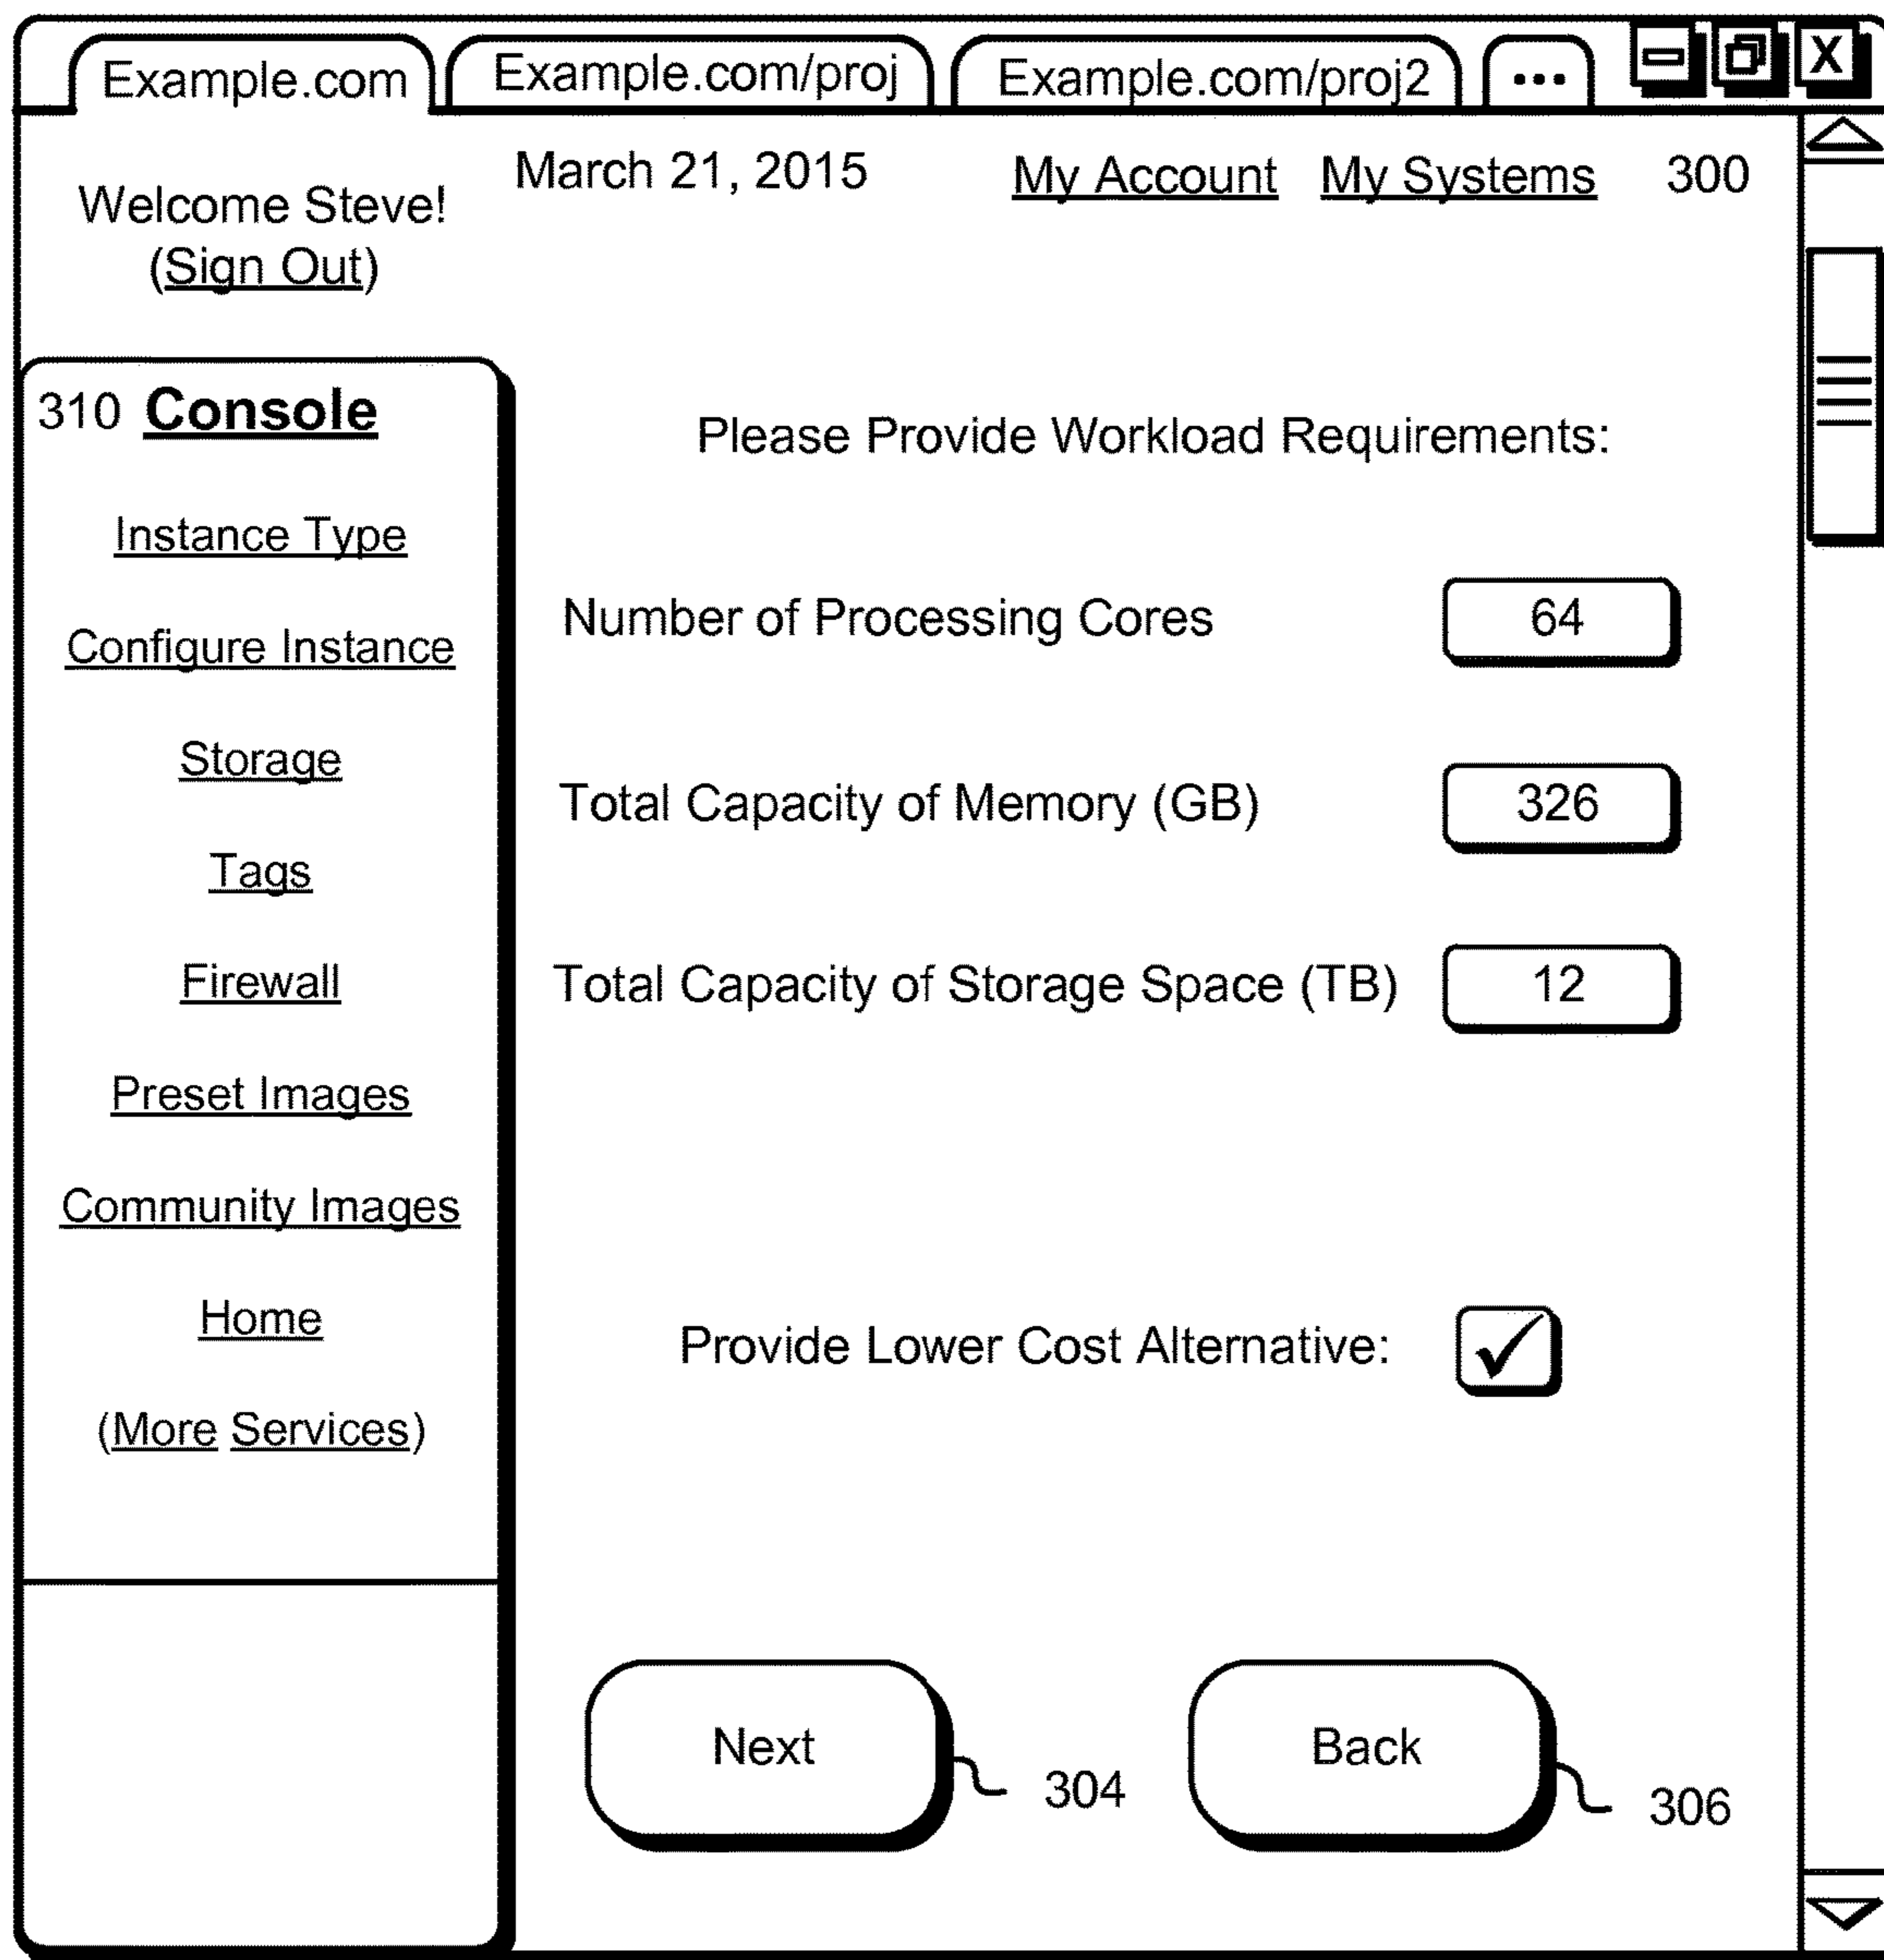 Example.com
Example.com/proj
Example.com/proj2
...
X
Welcome Steve!
(Sign Out)
March 21, 2015
My Account
My Systems
300
310 Console
Instance Type
Configure Instance
Storage
Tags
Firewall
Preset Images
Community Images
Home
(More Services)
Please Provide Workload Requirements:
Number of Processing Cores 64
Total Capacity of Memory (GB) 326
Total Capacity of Storage Space (TB) 12
Provide Lower Cost Alternative:
Next
304
Back
306